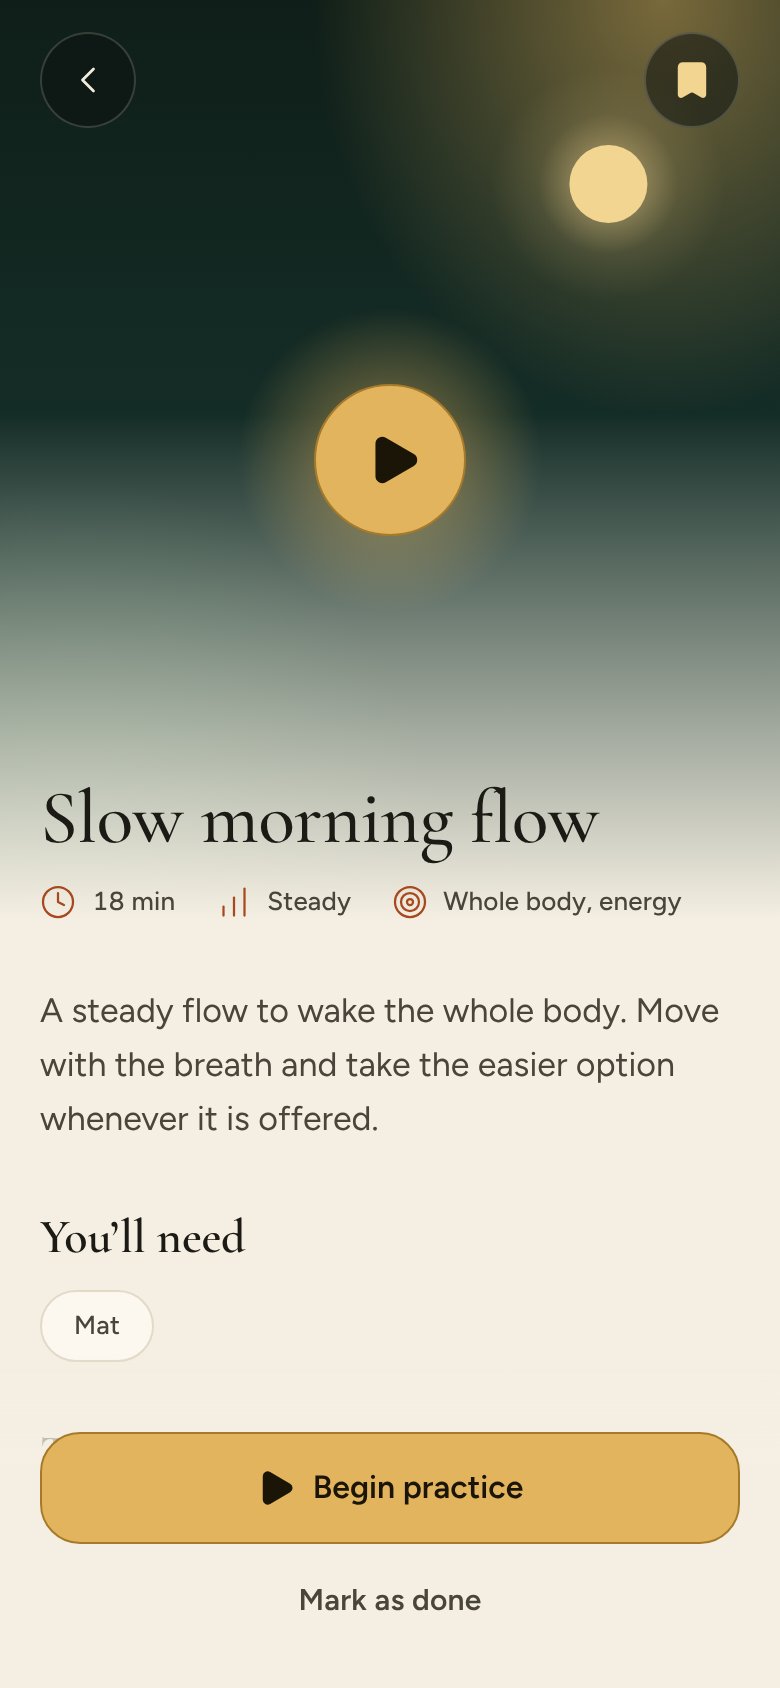 Slow morning flow
18 min Steady Whole body, energy
A steady flow to wake the whole body. Move
with the breath and take the easier option
whenever it is offered.
You’ll need
Mat
Begin practice
Mark as done